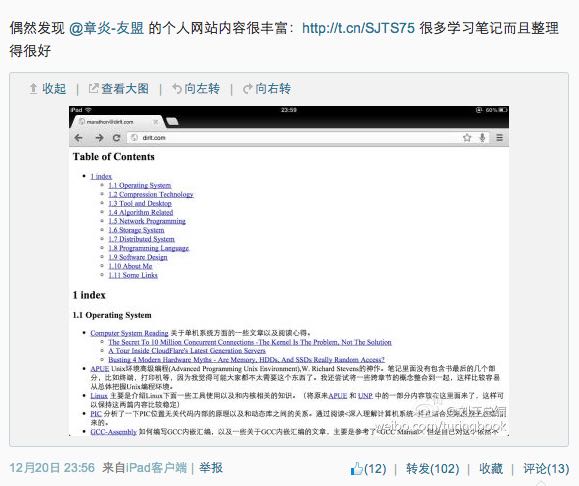 偶然发现 @章炎-友盟 的个人网站内容很丰富：http://t.cn/SJTS75 很多学习笔记而且整理
得很好
收起 | 查看大图 | 向左转 | 向右转
iPad 23:59 60%
marathon@dirlt.com
dirlt.com
Table of Contents
1 index
1.1 Operating System
1.2 Compression Technology
1.3 Tool and Desktop
1.4 Algorithm Related
1.5 Network Programming
1.6 Storage System
1.7 Distributed System
1.8 Programming Language
1.9 Software Design
1.10 About Me
1.11 Some Links
1 index
1.1 Operating System
Computer System Reading 关于单机系统方面的一些文章以及阅读心得。
The Secret To 10 Million Concurrent Connections -The Kernel Is The Problem, Not The Solution
A Tour Inside CloudFlare's Latest Generation Servers
Busting 4 Modern Hardware Myths - Are Memory, HDDs, And SSDs Really Random Access?
APUE Unix环境高级编程(Advanced Programming Unix Environment),W. Richard Stevens的神作。笔记里面没有包含书最后的几个部
分，比如终端，打印机等，因为我觉得可能大家都不太需要这个东西了。我还尝试将一些跨章节的概念整合到一起，这样比较容易
从总体把握Unix编程环境。
Linux 主要是介绍Linux下面一些工具使用以及和内核相关的知识。（将原来APUE 和 UNP 中的一部分内容放在这里面来了，这样可
以保持这两篇内容比较稳定）
PIC 分析了一下PIC位置无关代码内部的原理以及和动态库之间的关系。通过阅读<深入理解计算机系统>
来的。
GCC-Assembly 如何编写GCC内嵌汇编，以及一些关于GCC内嵌汇编的文章，主要是参考了<GCC Manual>
weibo.com/turingbook
12月20日 23:56 来自iPad客户端 | 举报
(12) | 转发(102) | 收藏 | 评论(13)